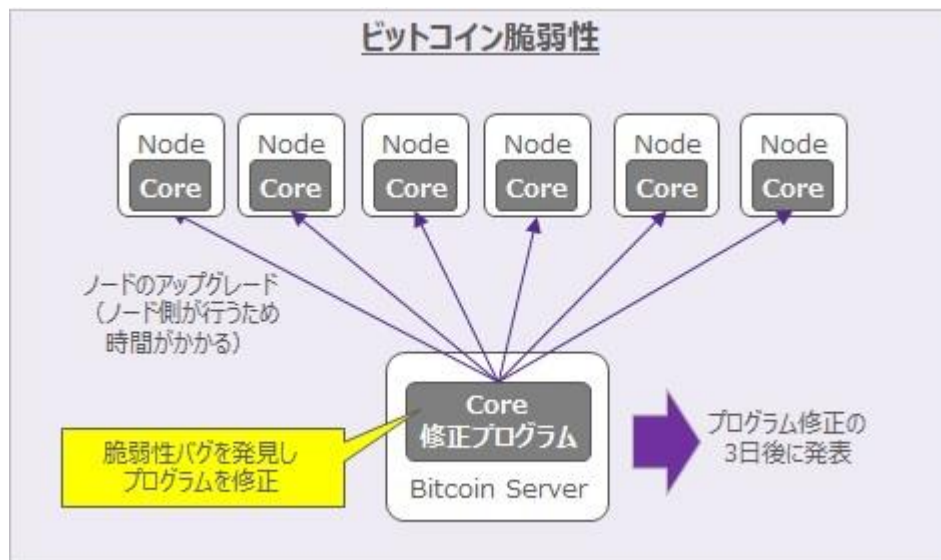 ビットコイン脆弱性
Node Node Node Node Node Node
Core Core Core Core Core Core
ノードのアップグレード
（ノード側が行うため
時間がかかる）
Core
修正プログラム
Bitcoin Server
脆弱性バグを発見し
プログラムを修正
プログラム修正の
3日後に発表